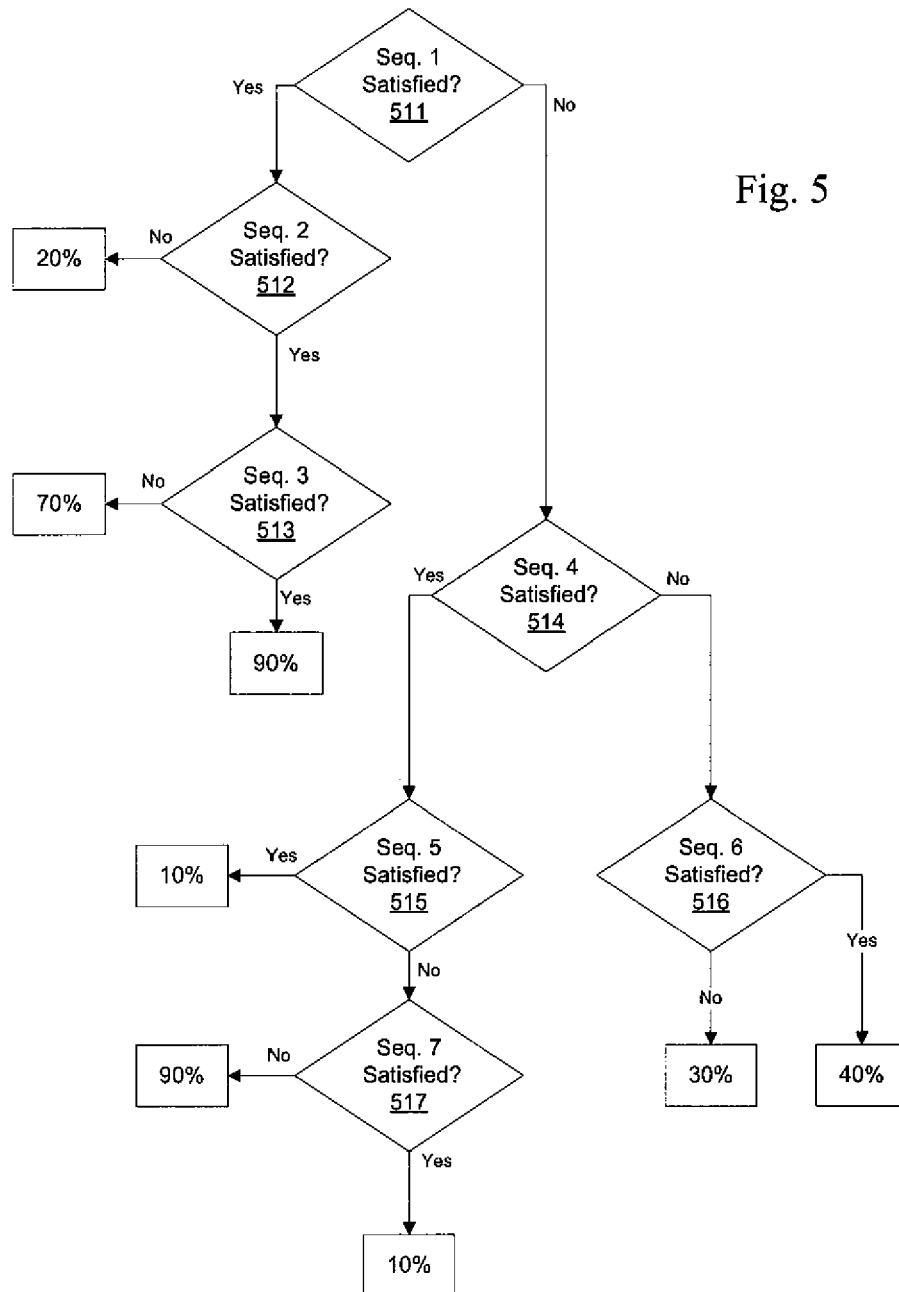 Seq. 1
Satisfied?
511
Yes
No
Fig. 5
Seq. 2
Satisfied?
512
No
20%
Yes
Seq. 3
Satisfied?
513
No
70%
Yes
90%
Seq. 4
Satisfied?
514
Yes
No
Seq. 5
Satisfied?
515
Yes
10%
No
Seq. 6
Satisfied?
516
Yes
No
30%
40%
Seq. 7
Satisfied?
517
No
90%
Yes
10%